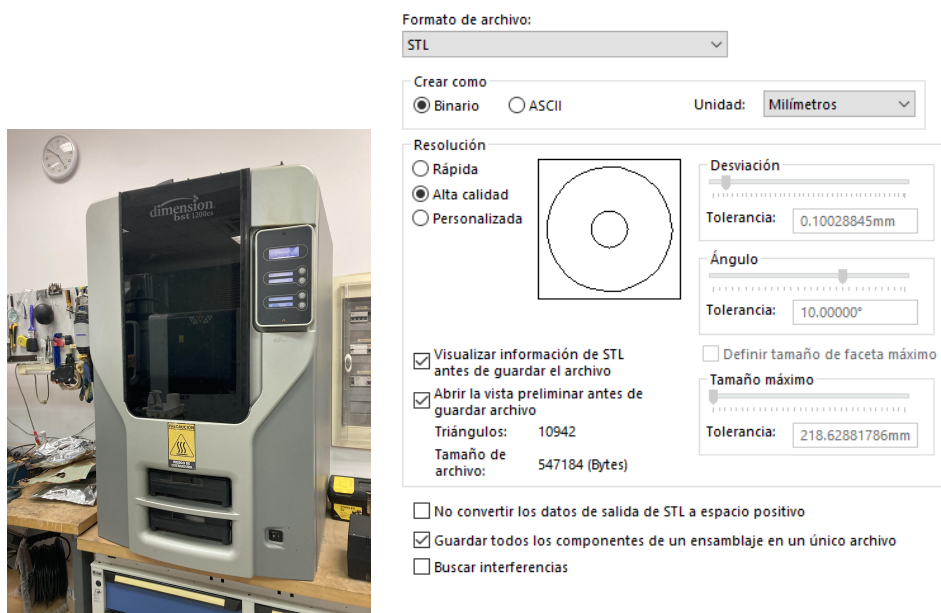 dimension
bst 1200es
PRECAUCIÓN
Formato de archivo:
STL
Crear como
Binario
ASCII
Unidad:
Milímetros
Resolución
Rápida
Alta calidad
Personalizada
Desviación
Tolerancia:
0.10028845mm
Ángulo
Tolerancia:
10.00000°
Visualizar información de STL
antes de guardar el archivo
Abrir la vista preliminar antes de
guardar archivo
Triángulos:
10942
Tamaño de
archivo:
547184 (Bytes)
Definir tamaño de faceta máximo
Tamaño máximo
Tolerancia:
218.62881786mm
No convertir los datos de salida de STL a espacio positivo
Guardar todos los componentes de un ensamblaje en un único archivo
Buscar interferencias